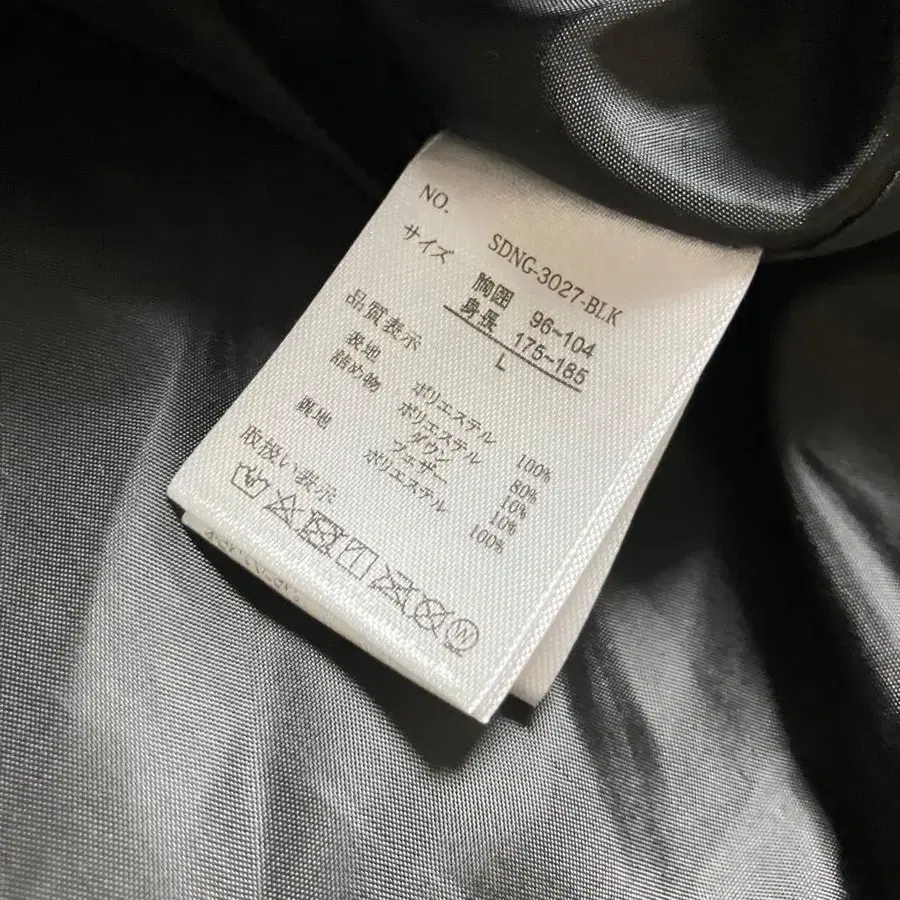 NO. SDNG-3027-BLK
サイズ 胸囲 96~104
身長 175~185
L
品質表示
表地 ポリエステル 100%
詰め物 ポリエステル 80%
ダウン 10%
フェザー 10%
裏地 ポリエステル 100%
取扱い表示
W